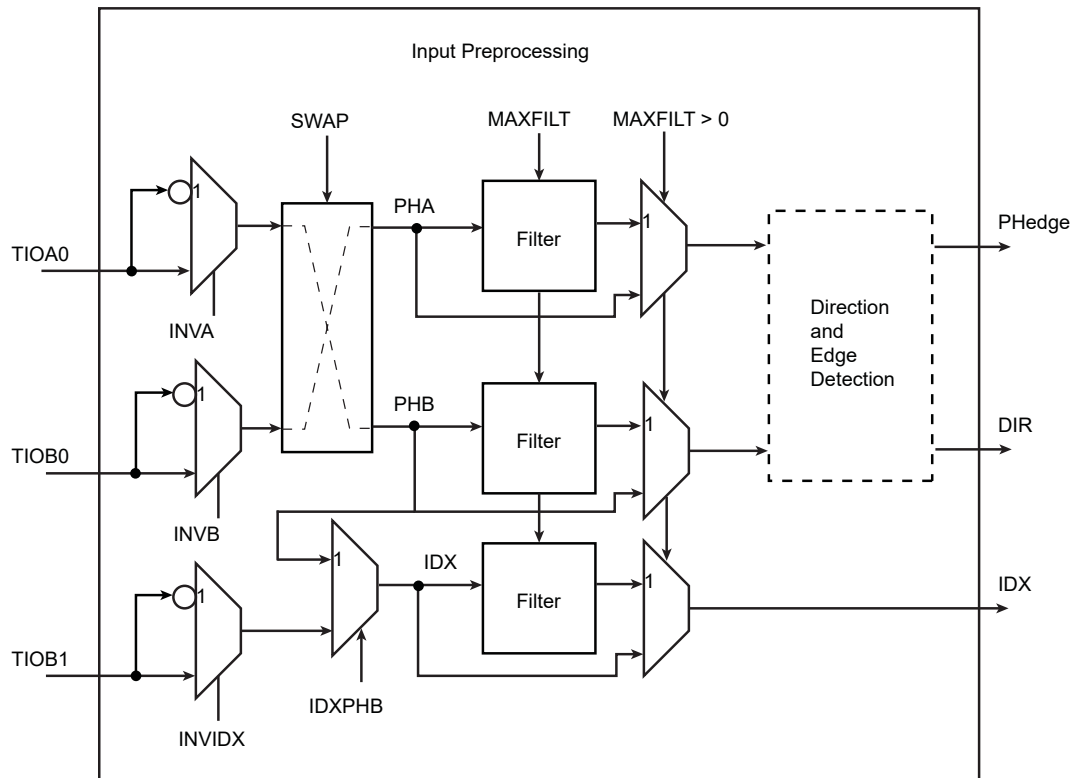 Input Preprocessing
SWAP
MAXFILT
MAXFILT > 0
1
PHA
1
Filter
PHedge
TIOA0
Direction
and
Edge
Detection
INVA
1
PHB
1
Filter
DIR
TIOB0
INVB
1
IDX
1
IDX
1
Filter
TIOB1
IDXPHB
INVIDX